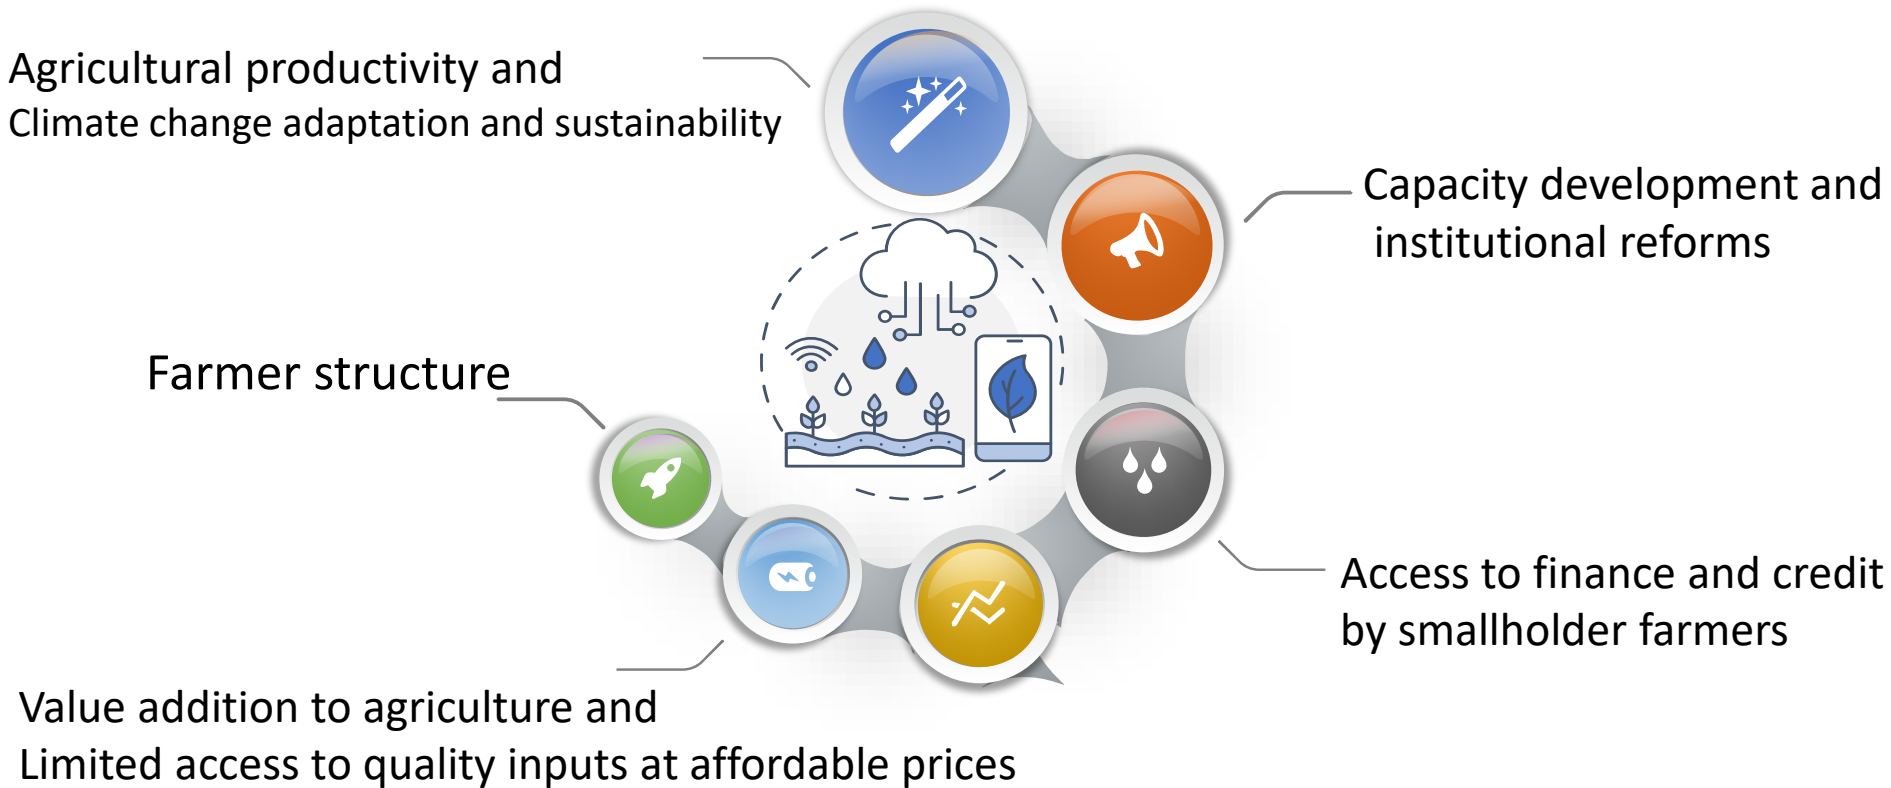 Agricultural productivity and
Climate change adaptation and sustainability
Capacity development and
institutional reforms
Farmer structure
Access to finance and credit
by smallholder farmers
Value addition to agriculture and
Limited access to quality inputs at affordable prices